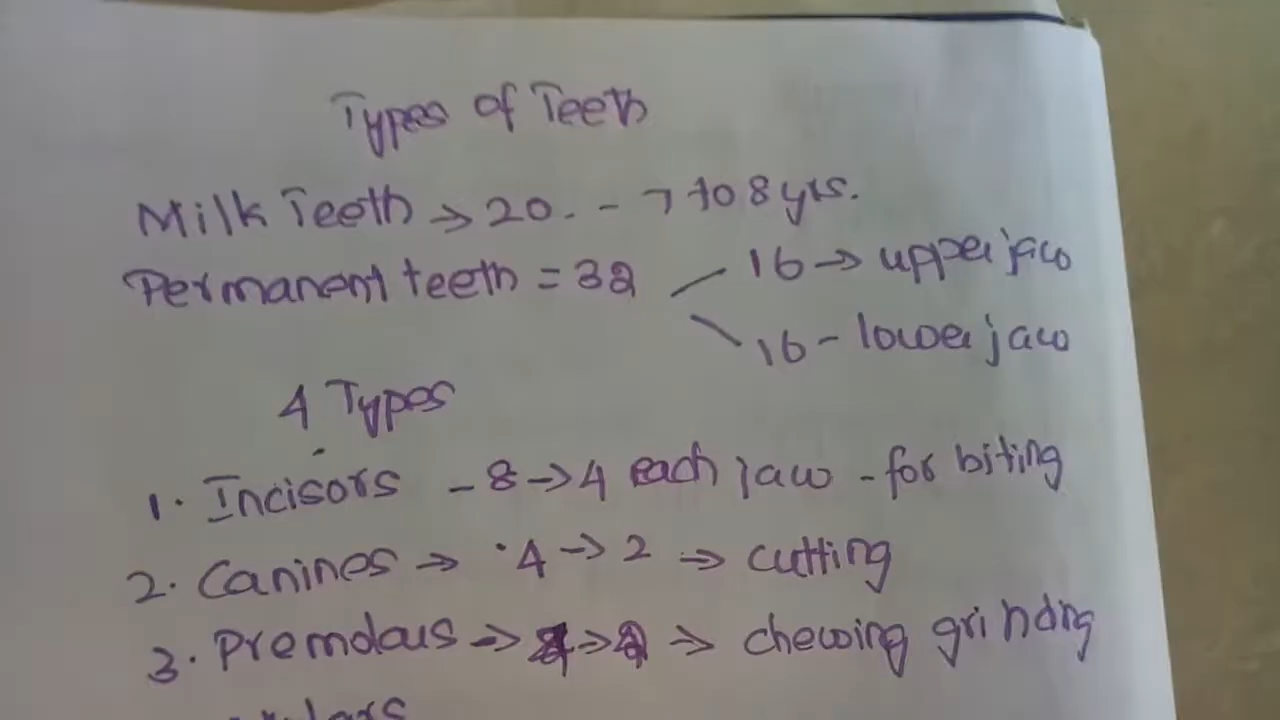 Types of Teeth
Milk Teeth → 20. - 7 to 8 yrs.
Permanent teeth = 32
16 → upper jaw
16 - lower jaw
4 Types
1. Incisors - 8 → 4 each jaw - for biting
2. Canines → 4 → 2 → cutting
3. Premolars → → → chewing grinding